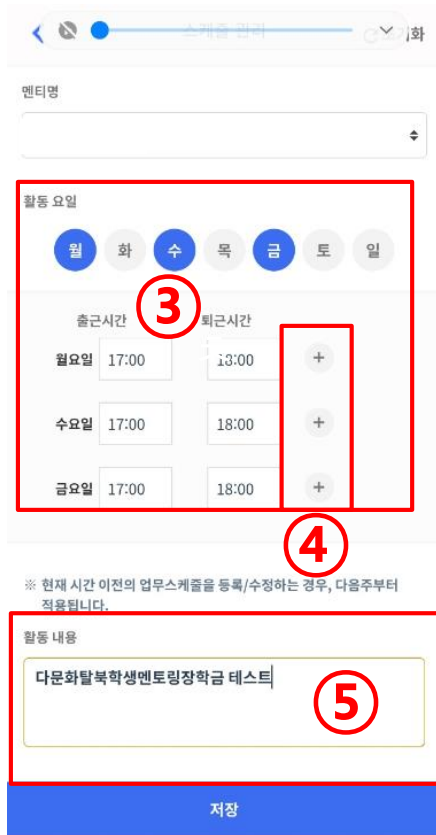 스케줄 관리
기화
멘티명
활동 요일
월 화 수 목 금 토 일
③
출근시간 퇴근시간
월요일 17:00 18:00 +
수요일 17:00 18:00 +
금요일 17:00 18:00 +
④
※ 현재 시간 이전의 업무스케줄을 등록/수정하는 경우, 다음주부터
적용됩니다.
활동 내용
다문화탈북학생멘토링장학금 테스트
⑤
저장